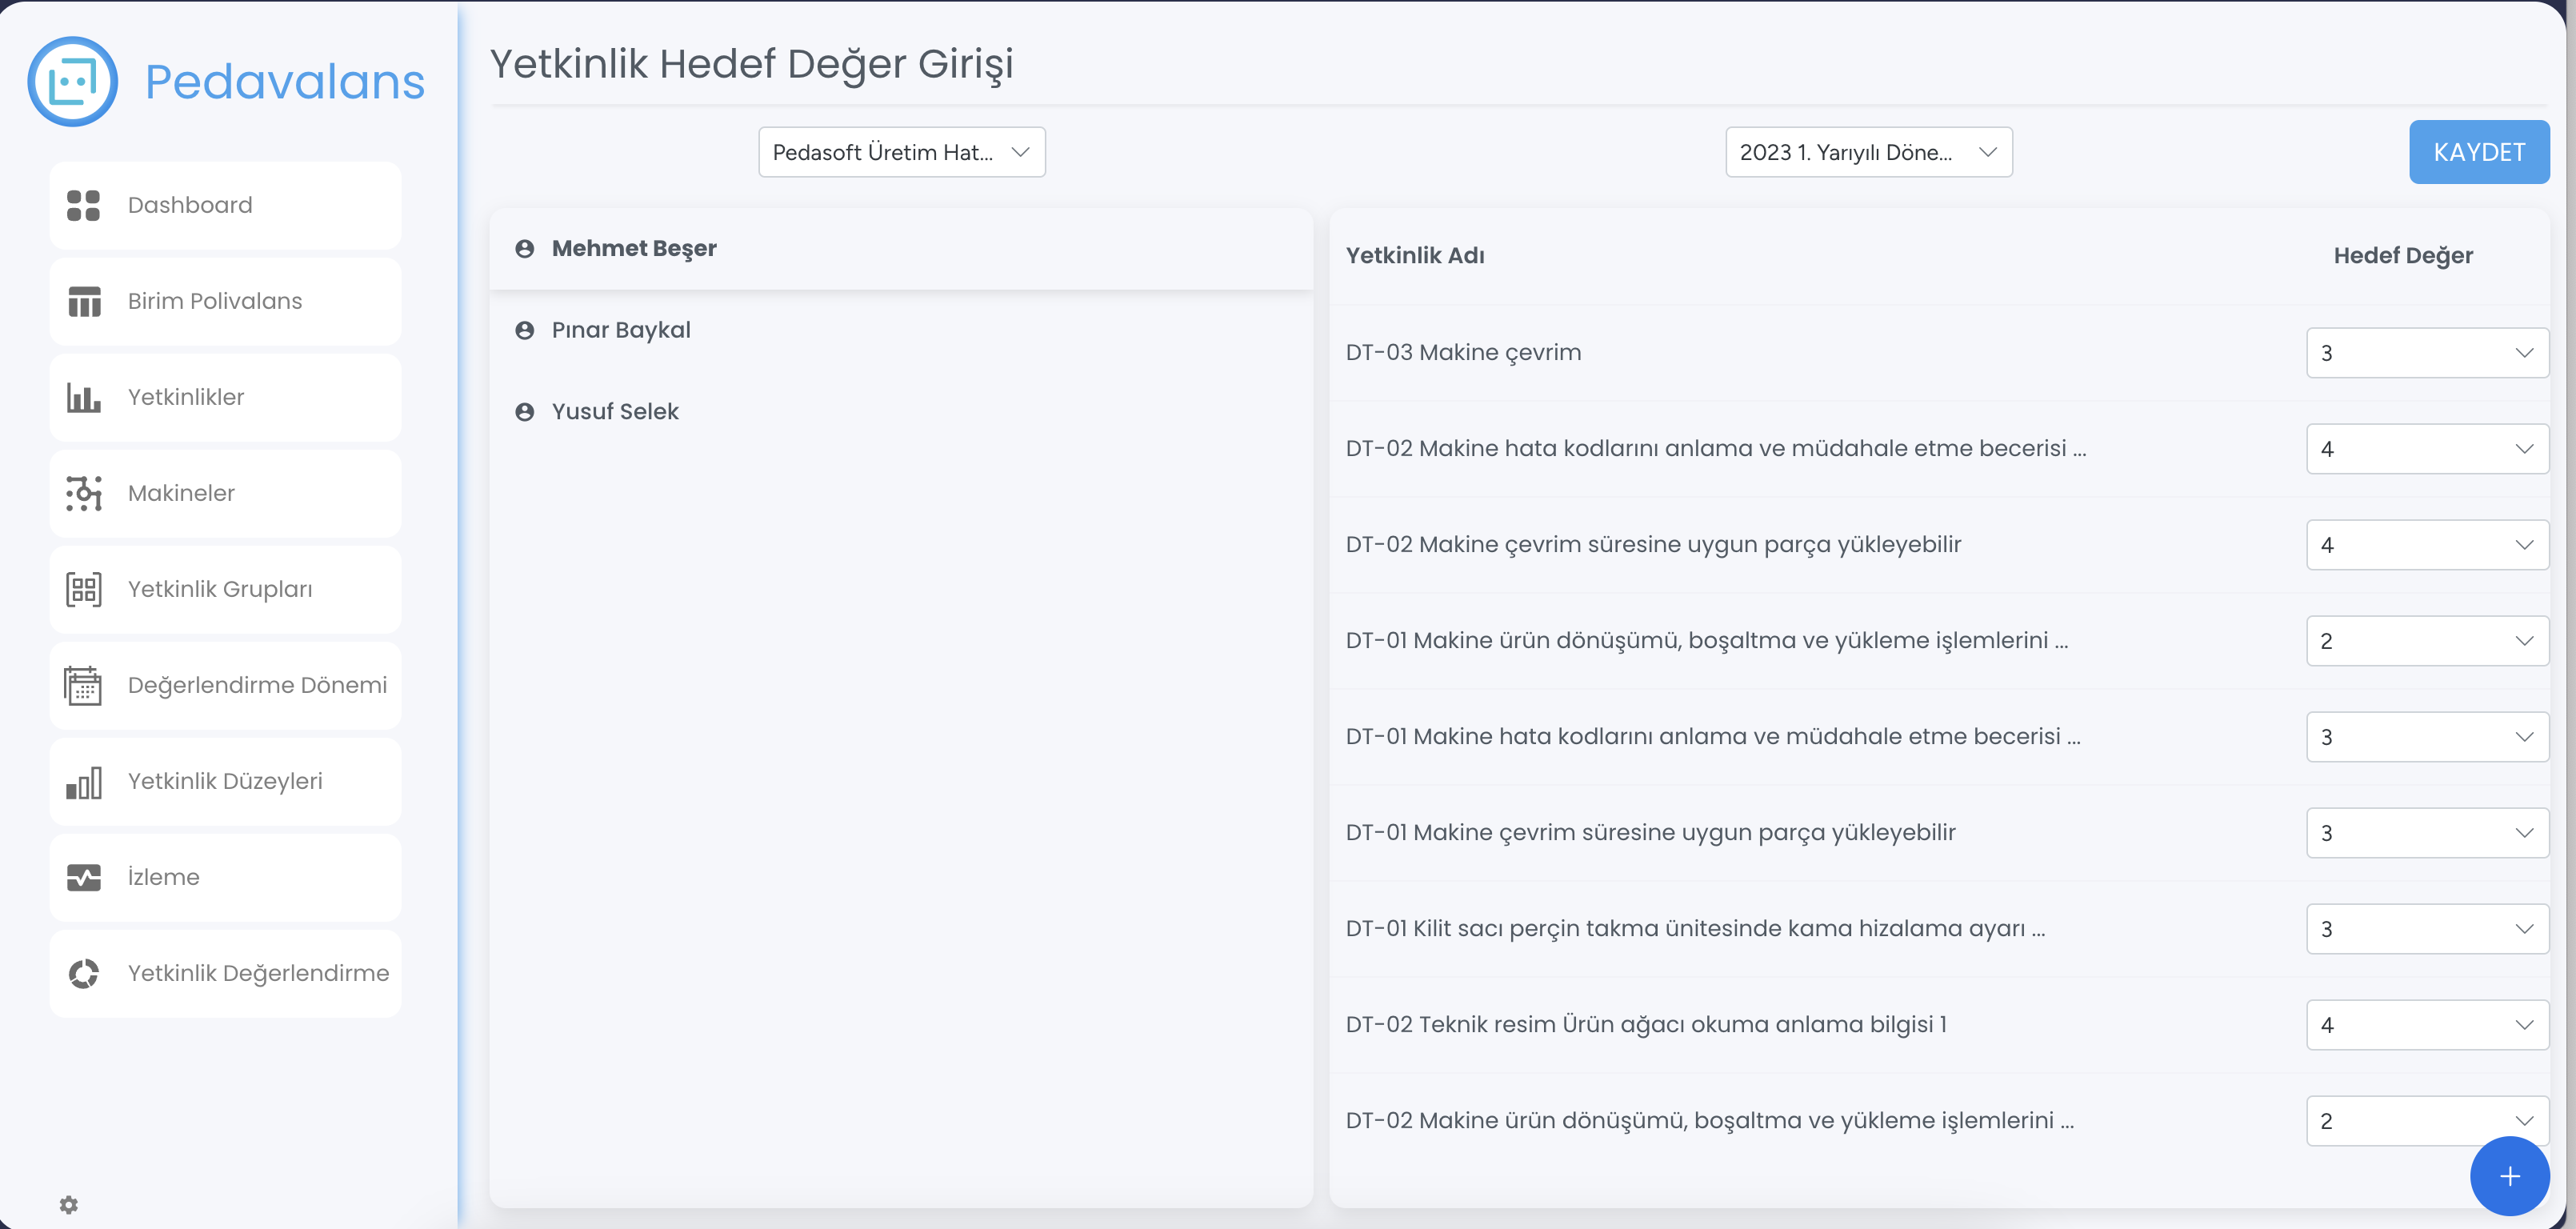 Pedavalans
Dashboard
Birim Polivalans
Yetkinlikler
Makineler
Yetkinlik Grupları
Değerlendirme Dönemi
Yetkinlik Düzeyleri
İzleme
Yetkinlik Değerlendirme
Yetkinlik Hedef Değer Girişi
Pedasoft Üretim Hat...
2023 1. Yarıyılı Döne...
KAYDET
Mehmet Beşer
Pınar Baykal
Yusuf Selek
Yetkinlik Adı Hedef Değer
DT-03 Makine çevrim 3
DT-02 Makine hata kodlarını anlama ve müdahale etme becerisi ... 4
DT-02 Makine çevrim süresine uygun parça yükleyebilir 4
DT-01 Makine ürün dönüşümü, boşaltma ve yükleme işlemlerini ... 2
DT-01 Makine hata kodlarını anlama ve müdahale etme becerisi ... 3
DT-01 Makine çevrim süresine uygun parça yükleyebilir 3
DT-01 Kilit sacı perçin takma ünitesinde kama hizalama ayarı ... 3
DT-02 Teknik resim Ürün ağacı okuma anlama bilgisi 1 4
DT-02 Makine ürün dönüşümü, boşaltma ve yükleme işlemlerini ... 2